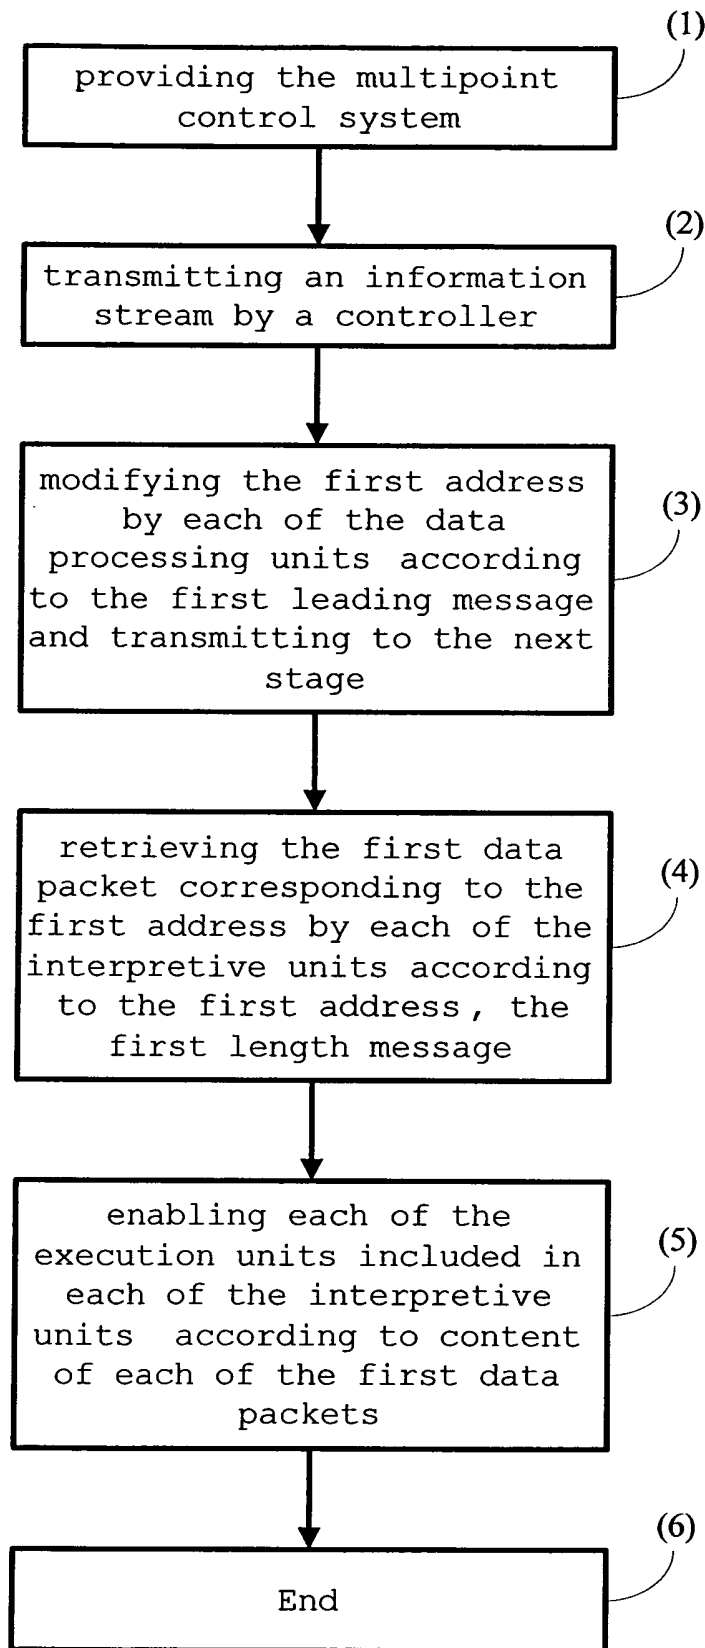 (1)
providing the multipoint
control system
(2)
transmitting an information
stream by a controller
(3)
modifying the first address
by each of the data
processing units according
to the first leading message
and transmitting to the next
stage
(4)
retrieving the first data
packet corresponding to the
first address by each of the
interpretive units according
to the first address, the
first length message
(5)
enabling each of the
execution units included in
each of the interpretive
units according to content
of each of the first data
packets
(6)
End